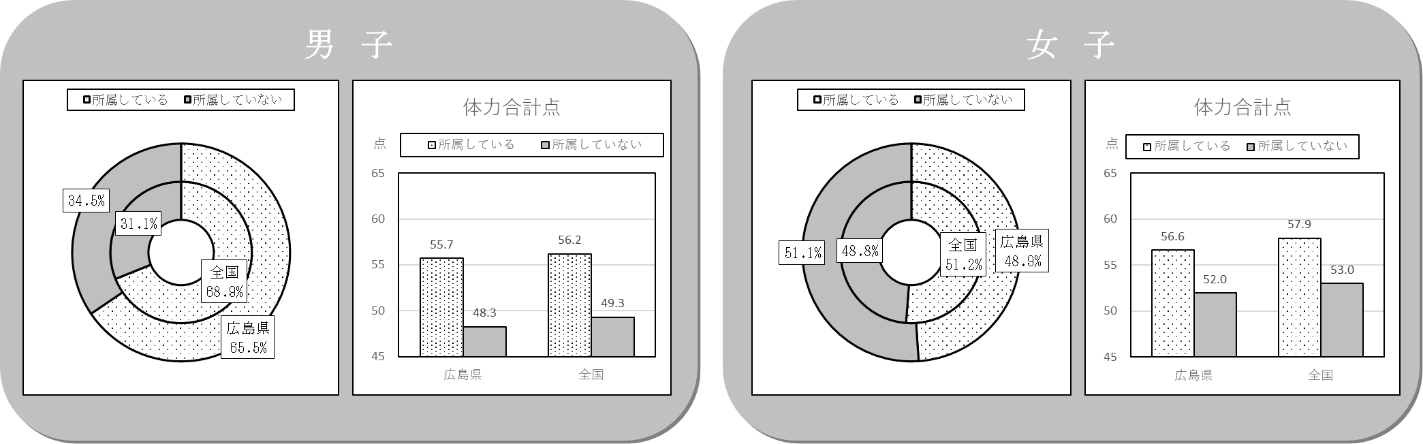 男 子
所属している 所属していない
34.5%
31.1%
全国
68.9%
広島県
65.5%
体力合計点
点
所属している 所属していない
65
60
55
50
45
55.7
48.3
56.2
49.3
広島県 全国
女 子
所属している 所属していない
51.1%
48.8%
全国
51.2%
広島県
48.9%
体力合計点
点
所属している 所属していない
65
60
55
50
45
56.6
52.0
57.9
53.0
広島県 全国